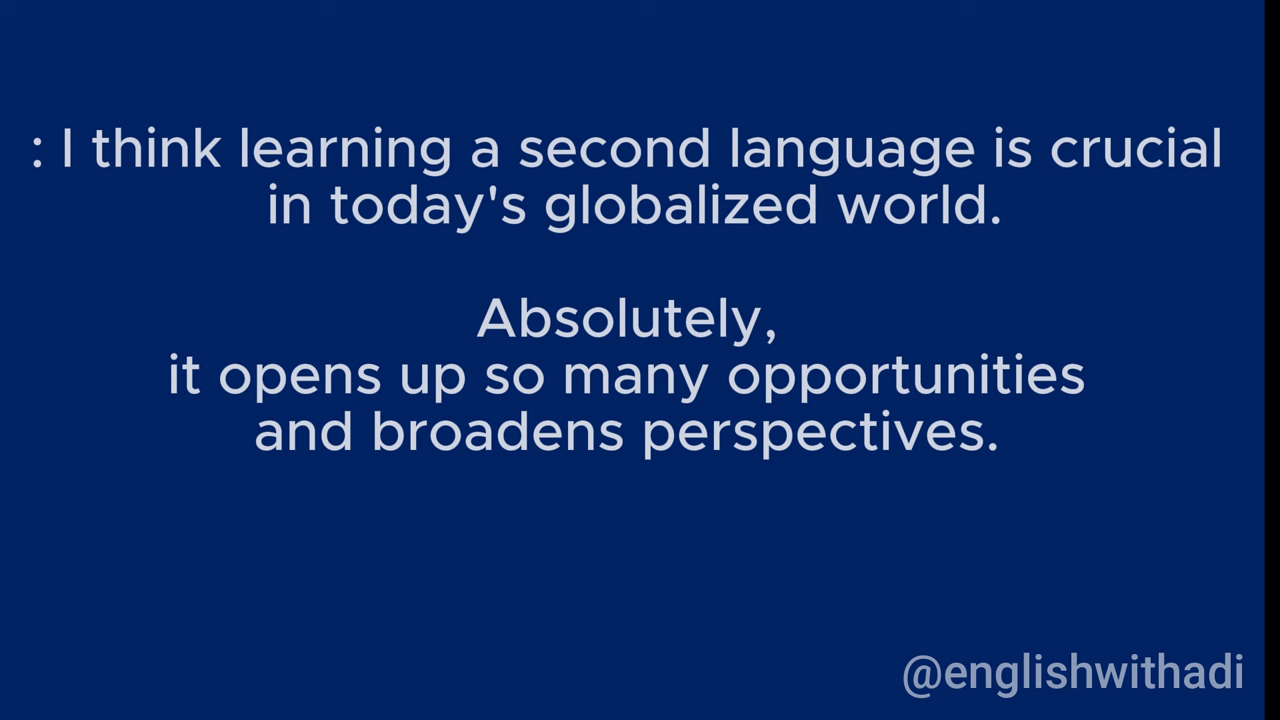 : I think learning a second language is crucial
in today's globalized world.
Absolutely,
it opens up so many opportunities
and broadens perspectives.
@englishwithadi